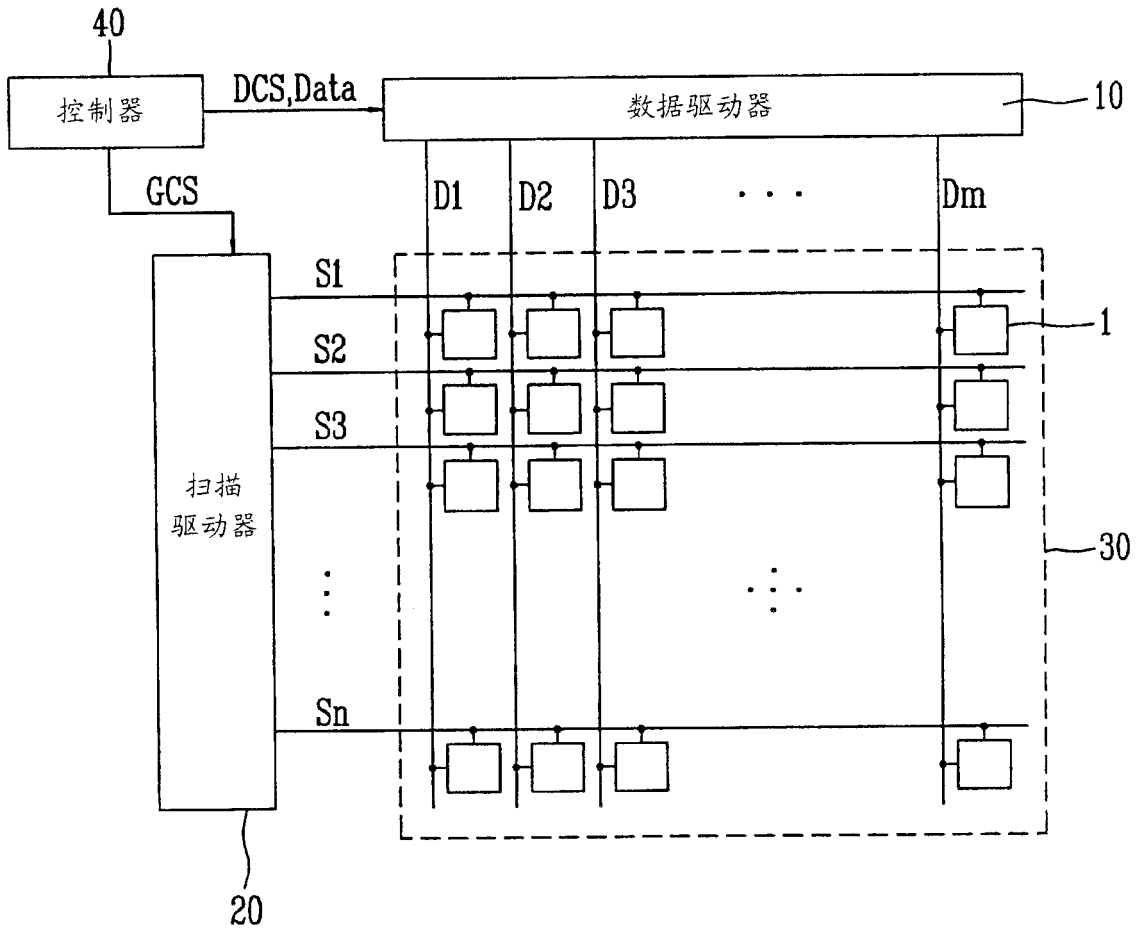 40
控制器
DCS,Data
数据驱动器
10
GCS
D1
D2
D3
. . .
Dm
S1
1
S2
S3
扫描
驱动器
30
Sn
20